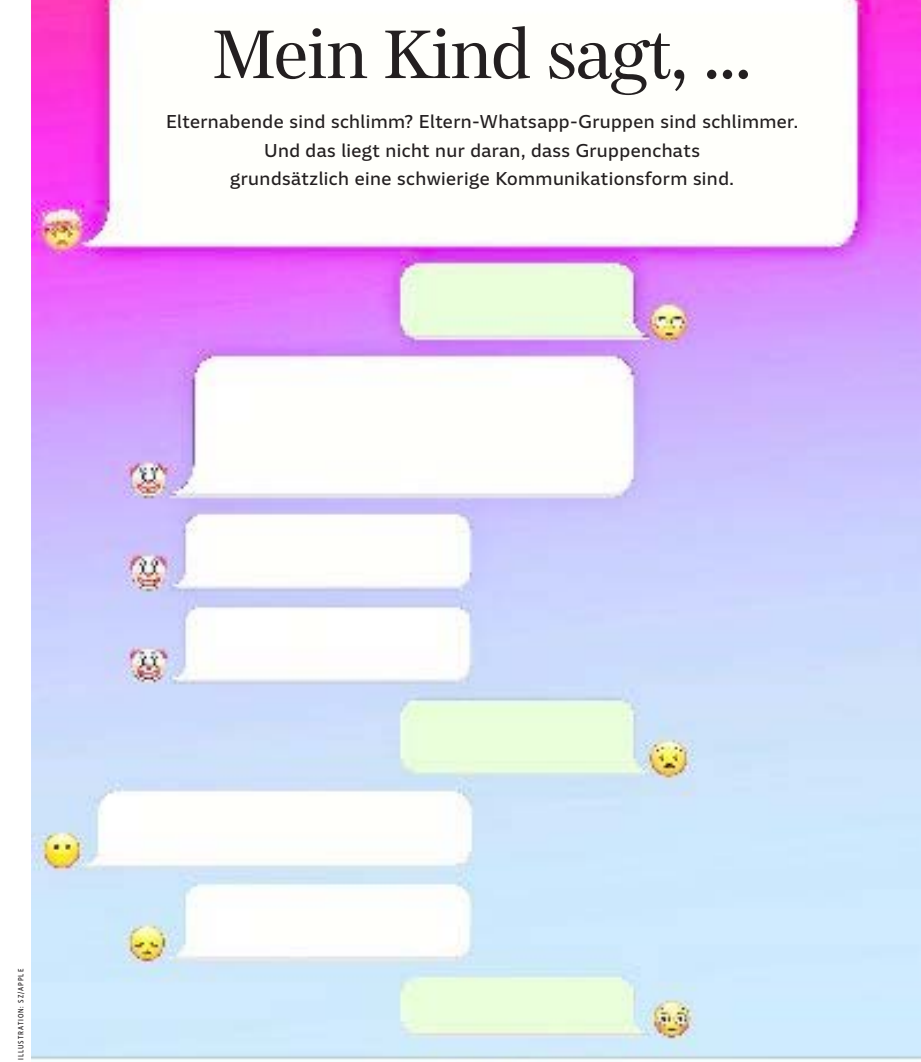 Mein Kind sagt, ...
Elternabende sind schlimm? Eltern-Whatsapp-Gruppen sind schlimmer.
Und das liegt nicht nur daran, dass Gruppenchats
grundsätzlich eine schwierige Kommunikationsform sind.
ILLUSTRATION: SZ/APPLE